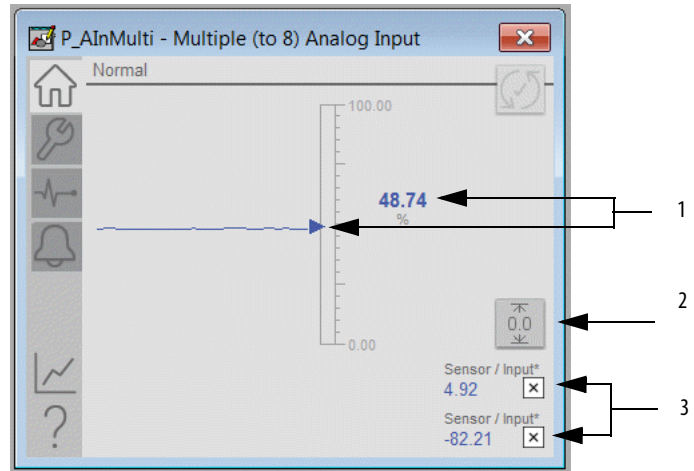 P_AInMulti - Multiple (to 8) Analog Input
Normal
100.00
48.74
%
1
2
0.0
0.00
Sensor / Input*
4.92
3
Sensor / Input*
-82.21
?